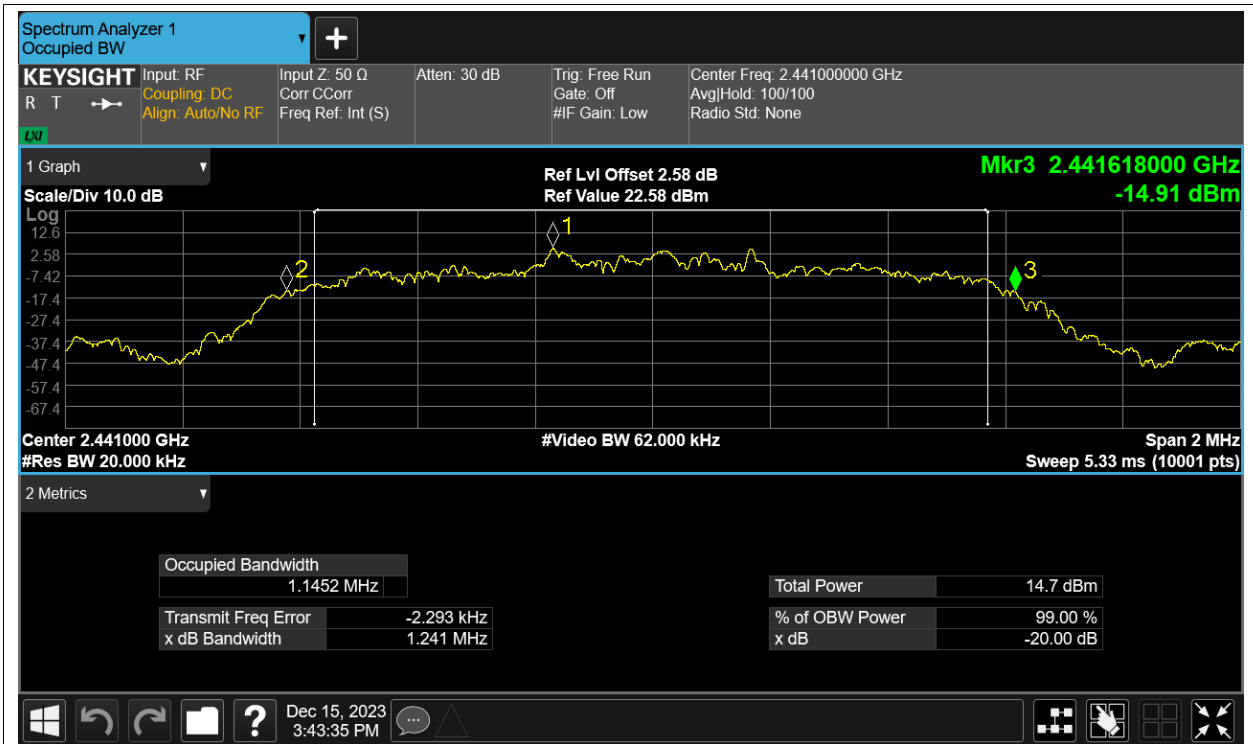 Spectrum Analyzer 1
Occupied BW
KEYSIGHT
R T
LXI
Input: RF
Coupling: DC
Align: Auto/No RF
Input Z: 50 Ω
Corr CCorr
Freq Ref: Int (S)
Atten: 30 dB
Trig: Free Run
Gate: Off
#IF Gain: Low
Center Freq: 2.441000000 GHz
Avg|Hold: 100/100
Radio Std: None
1 Graph
Scale/Div 10.0 dB
Ref Lvl Offset 2.58 dB
Ref Value 22.58 dBm
Mkr3 2.441618000 GHz
-14.91 dBm
Log
12.6
2.58
-7.42
-17.4
-27.4
-37.4
-47.4
-57.4
-67.4
1
2
3
Center 2.441000 GHz
#Res BW 20.000 kHz
#Video BW 62.000 kHz
Span 2 MHz
Sweep 5.33 ms (10001 pts)
2 Metrics
Occupied Bandwidth
1.1452 MHz
Transmit Freq Error -2.293 kHz
x dB Bandwidth 1.241 MHz
Total Power 14.7 dBm
% of OBW Power 99.00 %
x dB -20.00 dB
?
Dec 15, 2023
3:43:35 PM